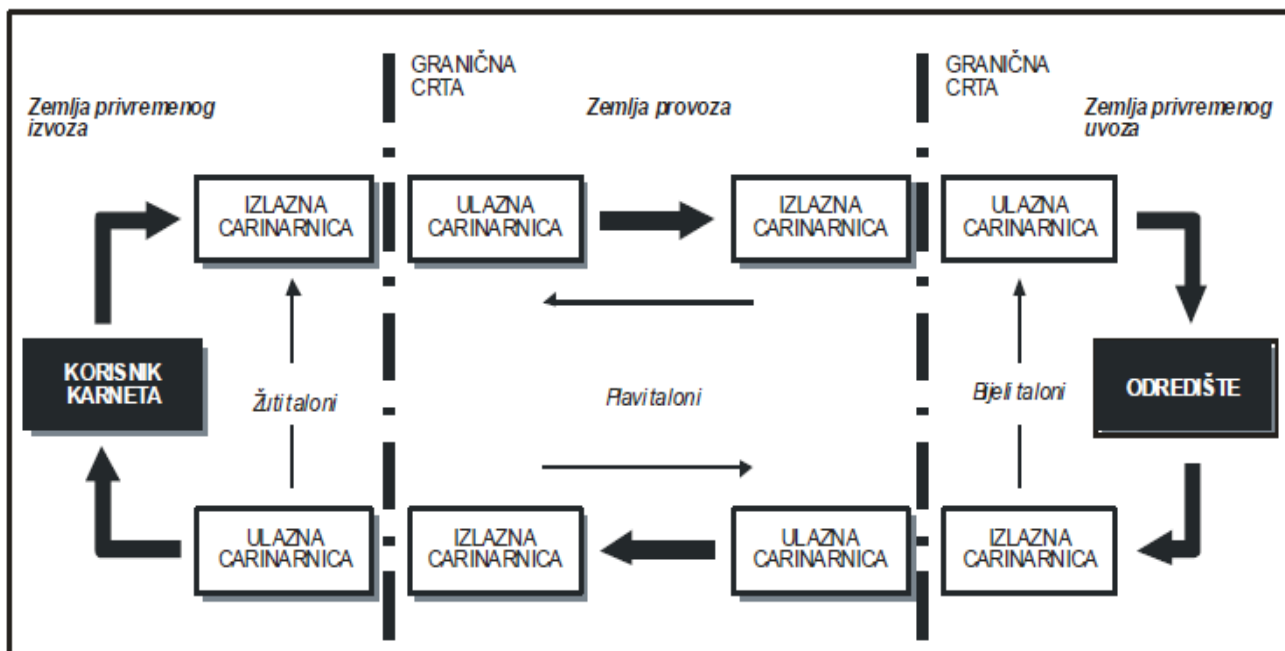 GRANIČNA
CRTA
GRANIČNA
CRTA
Zemlja privremenog
izvoza
Zemlja provoza
Zemlja privremenog
uvoza
IZLAZNA
CARINARNICA
ULAZNA
CARINARNICA
IZLAZNA
CARINARNICA
ULAZNA
CARINARNICA
KORISNIK
KARNETA
Žuti taloni
Plavi taloni
Bijeli taloni
ODREDIŠTE
ULAZNA
CARINARNICA
IZLAZNA
CARINARNICA
ULAZNA
CARINARNICA
IZLAZNA
CARINARNICA